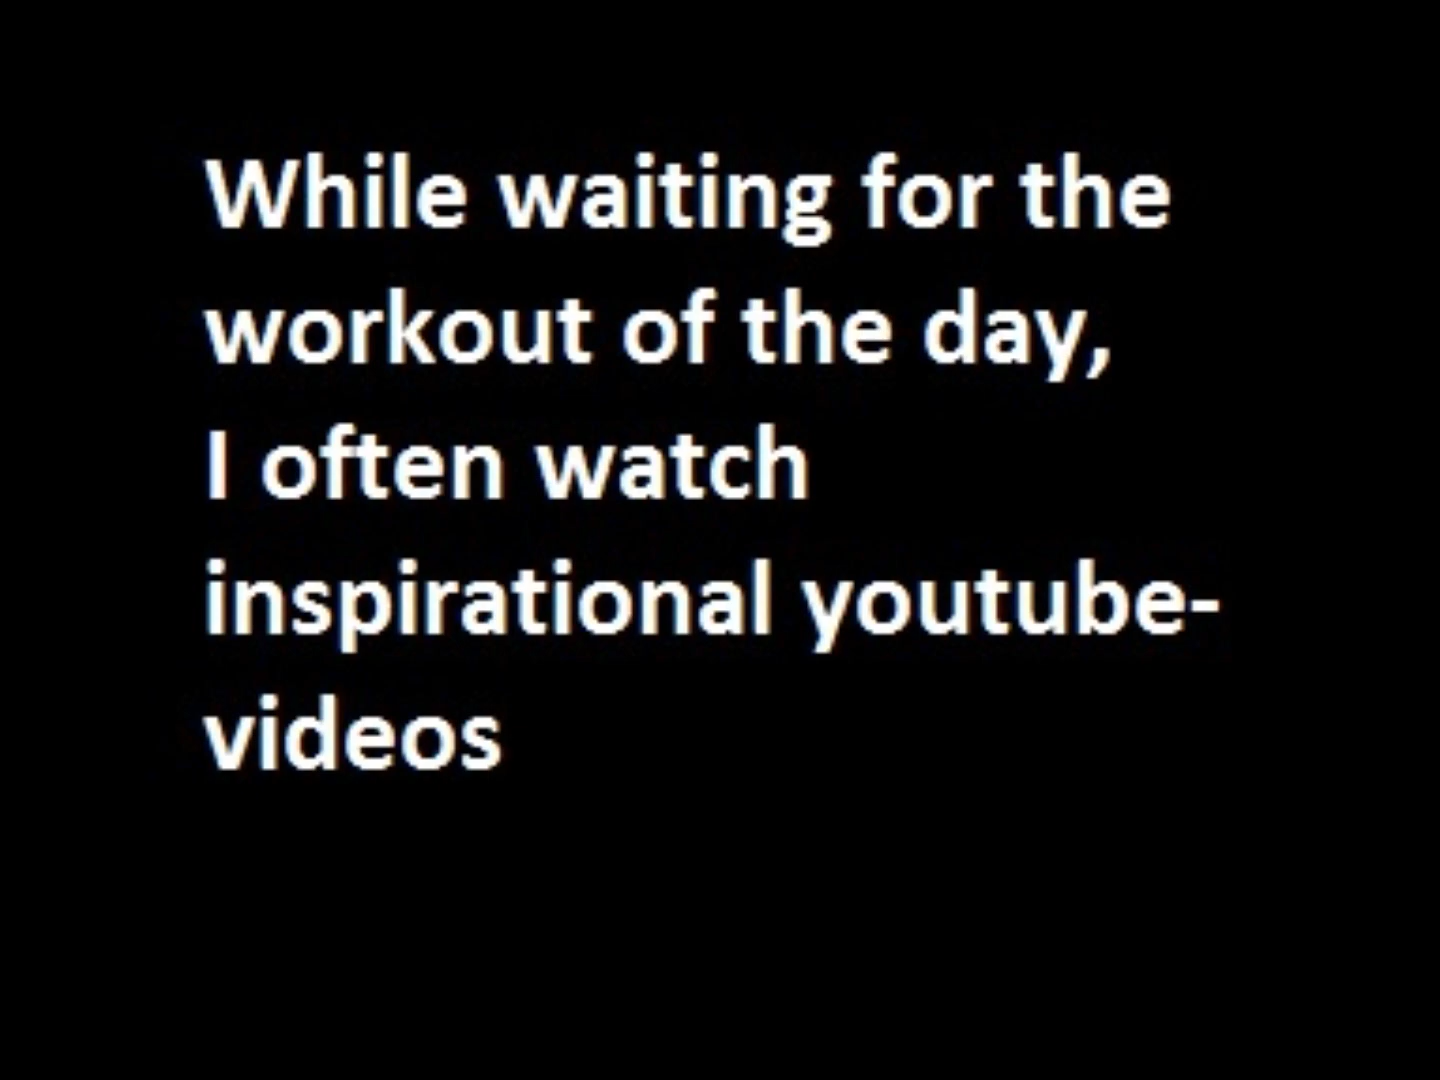 While waiting for the
workout of the day,
I often watch
inspirational youtube-
videos